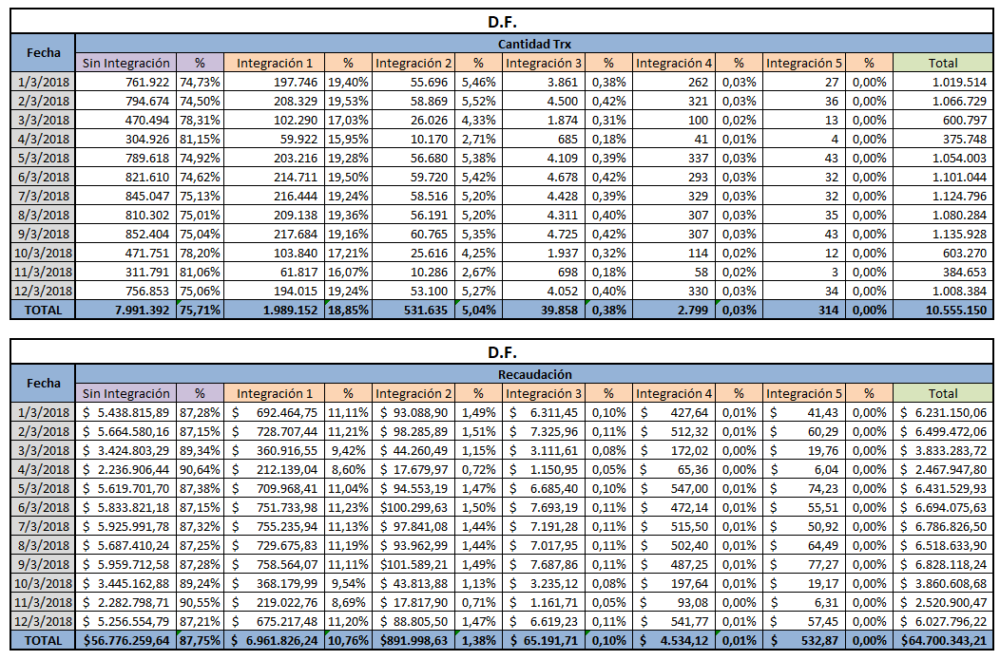 D.F.
Fecha Cantidad Trx
Sin Integración % Integración 1 % Integración 2 % Integración 3 % Integración 4 % Integración 5 % Total
1/3/2018 761.922 74,73% 197.746 19,40% 55.696 5,46% 3.861 0,38% 262 0,03% 27 0,00% 1.019.514
2/3/2018 794.674 74,50% 208.329 19,53% 58.869 5,52% 4.500 0,42% 321 0,03% 36 0,00% 1.066.729
3/3/2018 470.494 78,31% 102.290 17,03% 26.026 4,33% 1.874 0,31% 100 0,02% 13 0,00% 600.797
4/3/2018 304.926 81,15% 59.922 15,95% 10.170 2,71% 685 0,18% 41 0,01% 4 0,00% 375.748
5/3/2018 789.618 74,92% 203.216 19,28% 56.680 5,38% 4.109 0,39% 337 0,03% 43 0,00% 1.054.003
6/3/2018 821.610 74,62% 214.711 19,50% 59.720 5,42% 4.678 0,42% 293 0,03% 32 0,00% 1.101.044
7/3/2018 845.047 75,13% 216.444 19,24% 58.516 5,20% 4.428 0,39% 329 0,03% 32 0,00% 1.124.796
8/3/2018 810.302 75,01% 209.138 19,36% 56.191 5,20% 4.311 0,40% 307 0,03% 35 0,00% 1.080.284
9/3/2018 852.404 75,04% 217.684 19,16% 60.765 5,35% 4.725 0,42% 307 0,03% 43 0,00% 1.135.928
10/3/2018 471.751 78,20% 103.840 17,21% 25.616 4,25% 1.937 0,32% 114 0,02% 12 0,00% 603.270
11/3/2018 311.791 81,06% 61.817 16,07% 10.286 2,67% 698 0,18% 58 0,02% 3 0,00% 384.653
12/3/2018 756.853 75,06% 194.015 19,24% 53.100 5,27% 4.052 0,40% 330 0,03% 34 0,00% 1.008.384
TOTAL 7.991.392 75,71% 1.989.152 18,85% 531.635 5,04% 39.858 0,38% 2.799 0,03% 314 0,00% 10.555.150
D.F.
Fecha Recaudación
Sin Integración % Integración 1 % Integración 2 % Integración 3 % Integración 4 % Integración 5 % Total
1/3/2018 $ 5.438.815,89 87,28% $ 692.464,75 11,11% $ 93.088,90 1,49% $ 6.311,45 0,10% $ 427,64 0,01% $ 41,43 0,00% $ 6.231.150,06
2/3/2018 $ 5.664.580,16 87,15% $ 728.707,44 11,21% $ 98.285,89 1,51% $ 7.325,96 0,11% $ 512,32 0,01% $ 60,29 0,00% $ 6.499.472,06
3/3/2018 $ 3.424.803,29 89,34% $ 360.916,55 9,42% $ 44.260,49 1,15% $ 3.111,61 0,08% $ 172,02 0,00% $ 19,76 0,00% $ 3.833.283,72
4/3/2018 $ 2.236.906,44 90,64% $ 212.139,04 8,60% $ 17.679,97 0,72% $ 1.150,95 0,05% $ 65,36 0,00% $ 6,04 0,00% $ 2.467.947,80
5/3/2018 $ 5.619.701,70 87,38% $ 709.968,41 11,04% $ 94.553,19 1,47% $ 6.685,40 0,10% $ 547,00 0,01% $ 74,23 0,00% $ 6.431.529,93
6/3/2018 $ 5.833.821,18 87,15% $ 751.733,98 11,23% $100.299,63 1,50% $ 7.693,19 0,11% $ 472,14 0,01% $ 55,51 0,00% $ 6.694.075,63
7/3/2018 $ 5.925.991,78 87,32% $ 755.235,94 11,13% $ 97.841,08 1,44% $ 7.191,28 0,11% $ 515,50 0,01% $ 50,92 0,00% $ 6.786.826,50
8/3/2018 $ 5.687.410,24 87,25% $ 729.675,83 11,19% $ 93.962,99 1,44% $ 7.017,95 0,11% $ 502,40 0,01% $ 64,49 0,00% $ 6.518.633,90
9/3/2018 $ 5.959.712,58 87,28% $ 758.564,07 11,11% $101.589,21 1,49% $ 7.687,86 0,11% $ 487,25 0,01% $ 77,27 0,00% $ 6.828.118,24
10/3/2018 $ 3.445.162,88 89,24% $ 368.179,99 9,54% $ 43.813,88 1,13% $ 3.235,12 0,08% $ 197,64 0,01% $ 19,17 0,00% $ 3.860.608,68
11/3/2018 $ 2.282.798,71 90,55% $ 219.022,76 8,69% $ 17.817,90 0,71% $ 1.161,71 0,05% $ 93,08 0,00% $ 6,31 0,00% $ 2.520.900,47
12/3/2018 $ 5.256.554,79 87,21% $ 675.217,48 11,20% $ 88.805,50 1,47% $ 6.619,23 0,11% $ 541,77 0,01% $ 57,45 0,00% $ 6.027.796,22
TOTAL $56.776.259,64 87,75% $ 6.961.826,24 10,76% $891.998,63 1,38% $ 65.191,71 0,10% $ 4.534,12 0,01% $ 532,87 0,00% $64.700.343,21